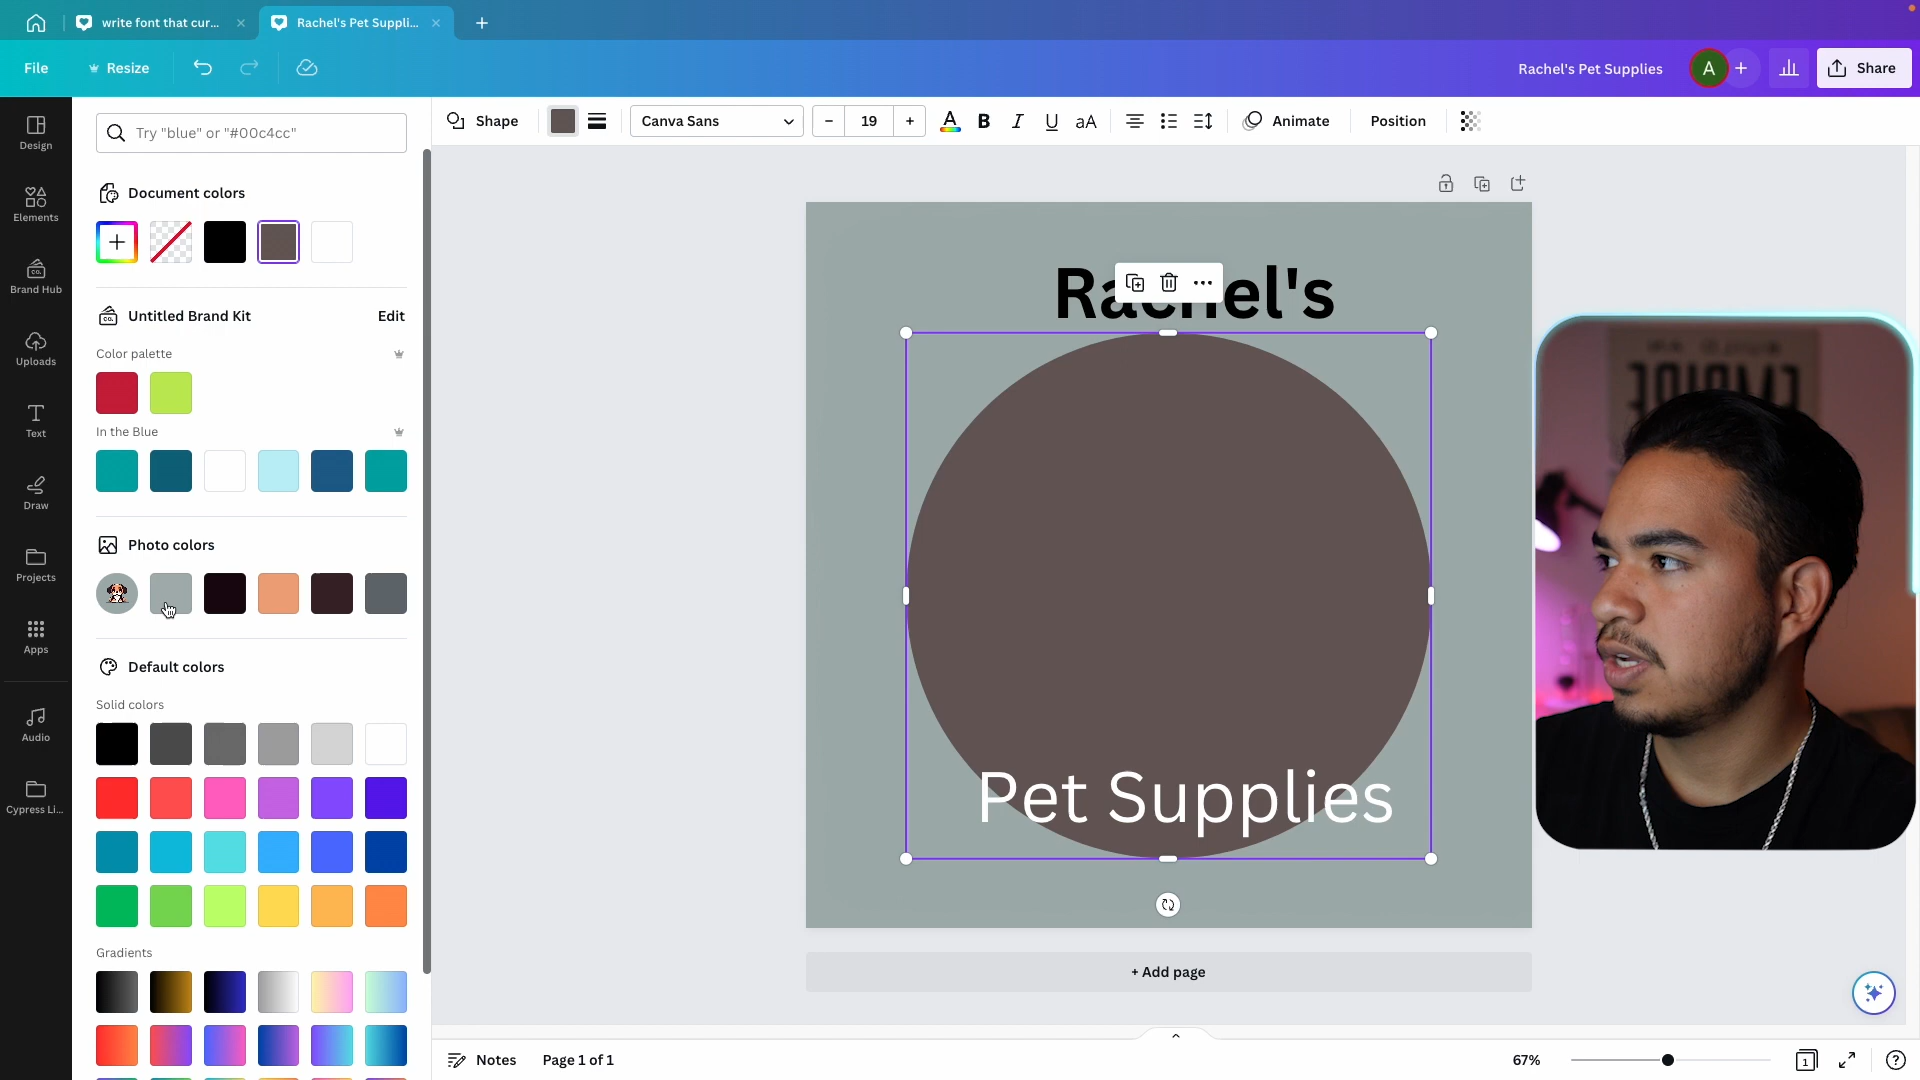 write font that cur...
Rachel's Pet Suppli...
File
Resize
Rachel's Pet Supplies
A
Share
Design
Elements
Brand Hub
Uploads
Text
Draw
Projects
Apps
Audio
Cypress Li...
Try "blue" or "#00c4cc"
Document colors
Untitled Brand Kit
Edit
Color palette
In the Blue
Photo colors
Default colors
Solid colors
Gradients
Shape
Canva Sans
19
A
B
I
U
aA
Animate
Position
Rachel's
Pet Supplies
+ Add page
Notes
Page 1 of 1
67%
1
?